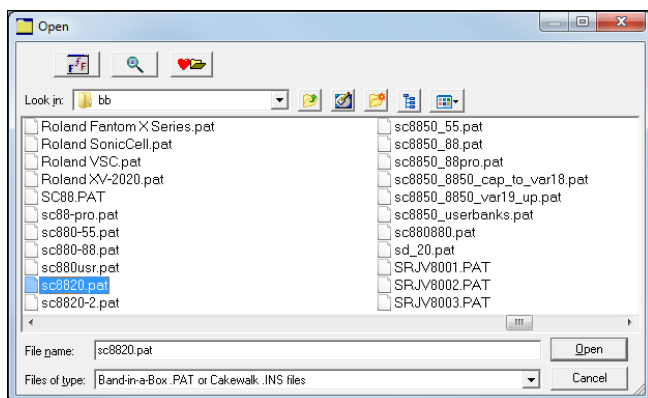 Open
Look in: bb
Roland Fantom X Series.pat
Roland SonicCell.pat
Roland VSC.pat
Roland XV-2020.pat
SC88.PAT
sc88-pro.pat
sc880-55.pat
sc880-88.pat
sc880usr.pat
sc8820.pat
sc8820-2.pat
sc8850_55.pat
sc8850_88.pat
sc8850_88pro.pat
sc8850_8850_cap_to_var18.pat
sc8850_8850_var19_up.pat
sc8850_userbanks.pat
sc880880.pat
sd_20.pat
SRJV8001.PAT
SRJV8002.PAT
SRJV8003.PAT
File name: sc8820.pat Open
Files of type: Band-in-a-Box .PAT or Cakewalk .INS files Cancel